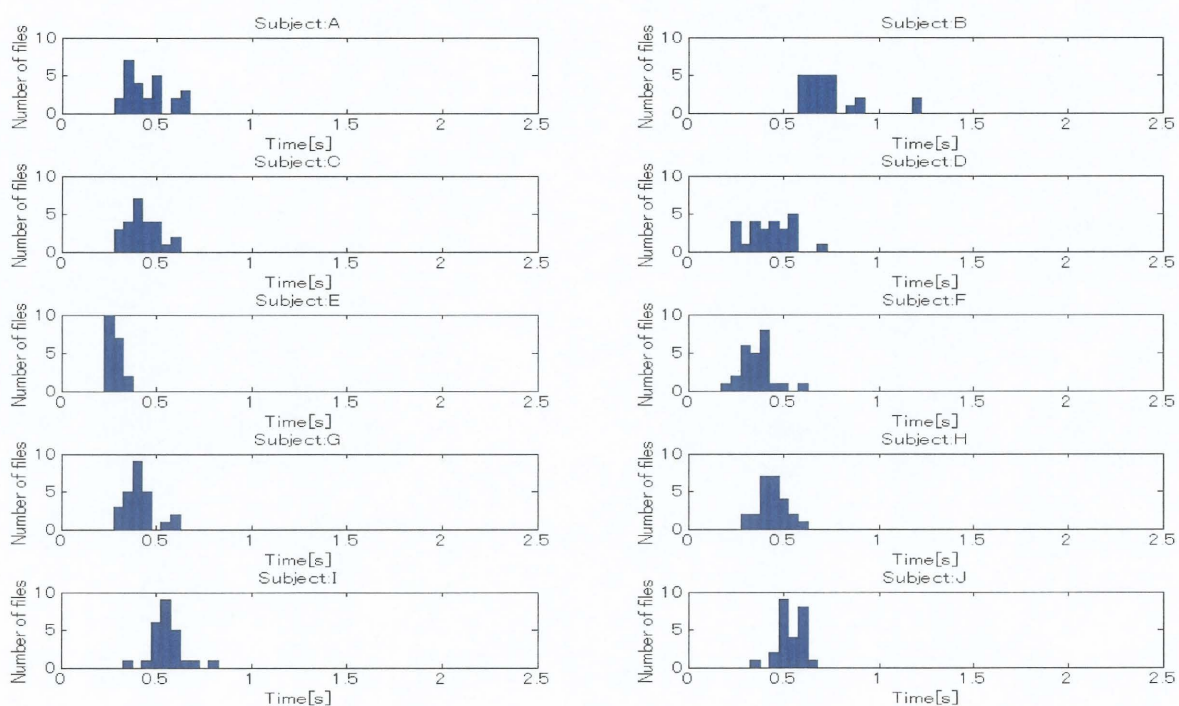 Subject:A
Number of files
10
5
0
0 0.5 1 1.5 2 2.5
Time[s]
Subject:B
Number of files
10
5
0
0 0.5 1 1.5 2 2.5
Time[s]
Subject:C
Number of files
10
5
0
0 0.5 1 1.5 2 2.5
Time[s]
Subject:D
Number of files
10
5
0
0 0.5 1 1.5 2 2.5
Time[s]
Subject:E
Number of files
10
5
0
0 0.5 1 1.5 2 2.5
Time[s]
Subject:F
Number of files
10
5
0
0 0.5 1 1.5 2 2.5
Time[s]
Subject:G
Number of files
10
5
0
0 0.5 1 1.5 2 2.5
Time[s]
Subject:H
Number of files
10
5
0
0 0.5 1 1.5 2 2.5
Time[s]
Subject:I
Number of files
10
5
0
0 0.5 1 1.5 2 2.5
Time[s]
Subject:J
Number of files
10
5
0
0 0.5 1 1.5 2 2.5
Time[s]